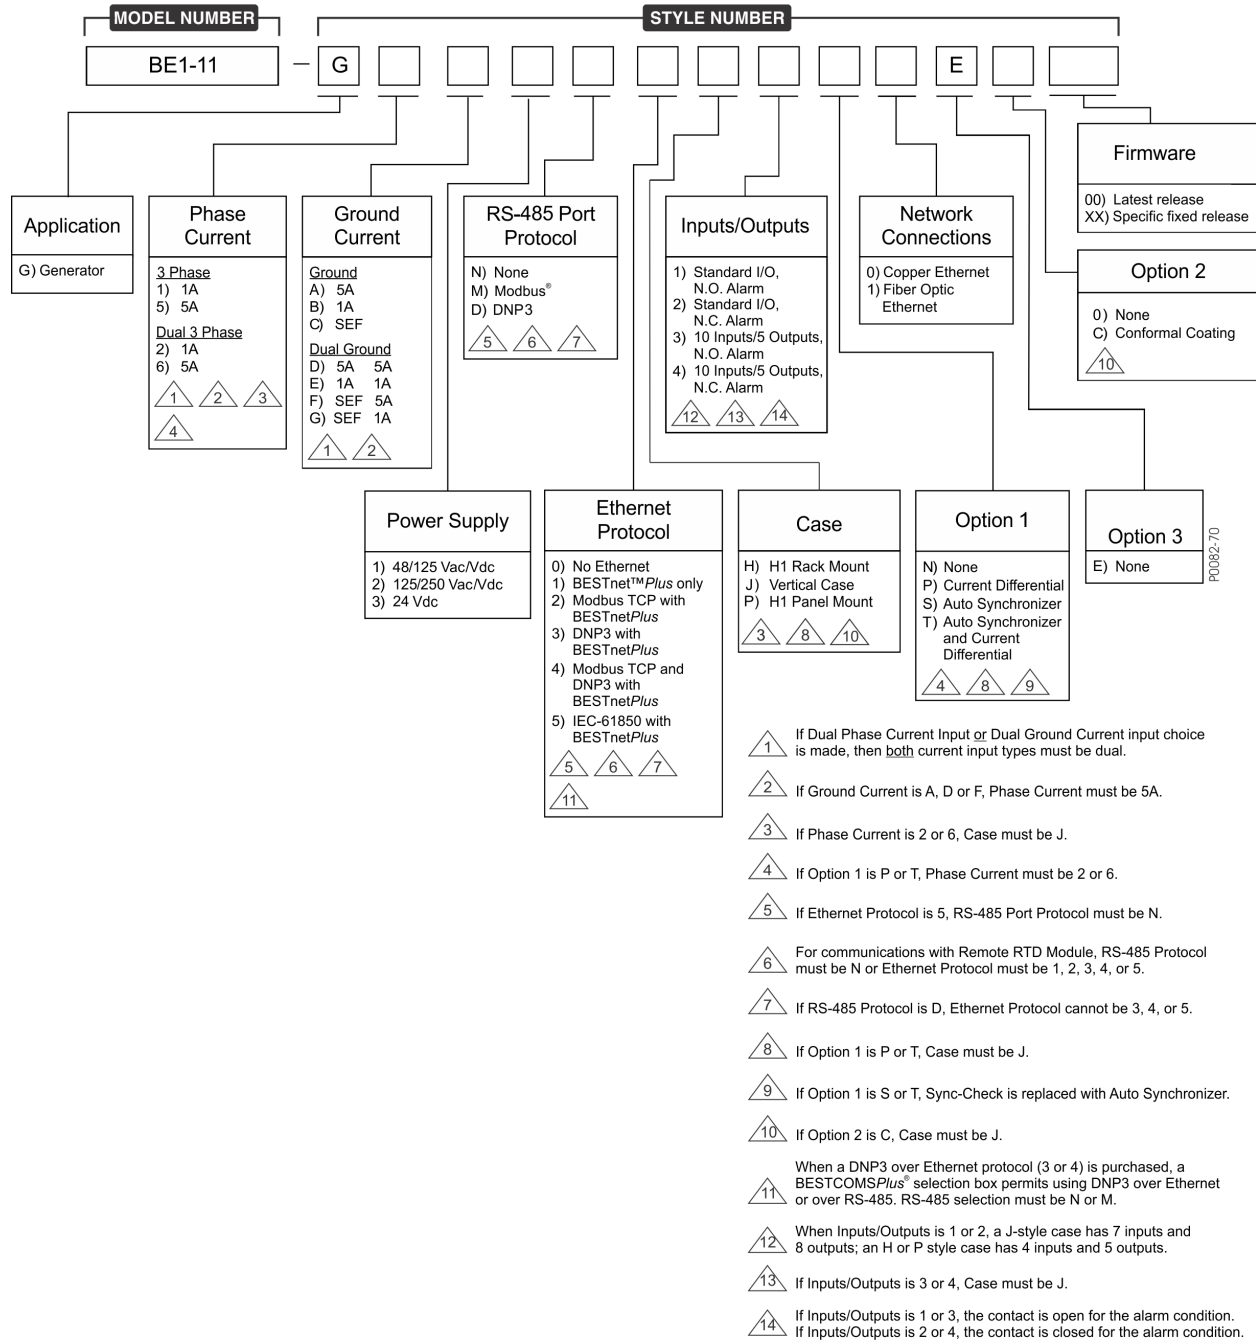 MODEL NUMBER
STYLE NUMBER
BE1-11
–
G
E
Application
G) Generator
Phase
Current
3 Phase
1) 1A
5) 5A
Dual 3 Phase
2) 1A
6) 5A
1 2 3
4
Ground
Current
Ground
A) 5A
B) 1A
C) SEF
Dual Ground
D) 5A 5A
E) 1A 1A
F) SEF 5A
G) SEF 1A
1 2
RS-485 Port
Protocol
N) None
M) Modbus®
D) DNP3
5 6 7
Inputs/Outputs
1) Standard I/O,
N.O. Alarm
2) Standard I/O,
N.C. Alarm
3) 10 Inputs/5 Outputs,
N.O. Alarm
4) 10 Inputs/5 Outputs,
N.C. Alarm
12 13 14
Network
Connections
0) Copper Ethernet
1) Fiber Optic
Ethernet
Firmware
00) Latest release
XX) Specific fixed release
Option 2
0) None
C) Conformal Coating
10
Power Supply
1) 48/125 Vac/Vdc
2) 125/250 Vac/Vdc
3) 24 Vdc
Ethernet
Protocol
0) No Ethernet
1) BESTnet™Plus only
2) Modbus TCP with
BESTnetPlus
3) DNP3 with
BESTnetPlus
4) Modbus TCP and
DNP3 with
BESTnetPlus
5) IEC-61850 with
BESTnetPlus
5 6 7
11
Case
H) H1 Rack Mount
J) Vertical Case
P) H1 Panel Mount
3 8 10
Option 1
N) None
P) Current Differential
S) Auto Synchronizer
T) Auto Synchronizer
and Current
Differential
4 8 9
Option 3
E) None
P0082-70
1 If Dual Phase Current Input or Dual Ground Current input choice
is made, then both current input types must be dual.
2 If Ground Current is A, D or F, Phase Current must be 5A.
3 If Phase Current is 2 or 6, Case must be J.
4 If Option 1 is P or T, Phase Current must be 2 or 6.
5 If Ethernet Protocol is 5, RS-485 Port Protocol must be N.
6 For communications with Remote RTD Module, RS-485 Protocol
must be N or Ethernet Protocol must be 1, 2, 3, 4, or 5.
7 If RS-485 Protocol is D, Ethernet Protocol cannot be 3, 4, or 5.
8 If Option 1 is P or T, Case must be J.
9 If Option 1 is S or T, Sync-Check is replaced with Auto Synchronizer.
10 If Option 2 is C, Case must be J.
11 When a DNP3 over Ethernet protocol (3 or 4) is purchased, a
BESTCOMSPlus® selection box permits using DNP3 over Ethernet
or over RS-485. RS-485 selection must be N or M.
12 When Inputs/Outputs is 1 or 2, a J-style case has 7 inputs and
8 outputs; an H or P style case has 4 inputs and 5 outputs.
13 If Inputs/Outputs is 3 or 4, Case must be J.
14 If Inputs/Outputs is 1 or 3, the contact is open for the alarm condition.
If Inputs/Outputs is 2 or 4, the contact is closed for the alarm condition.